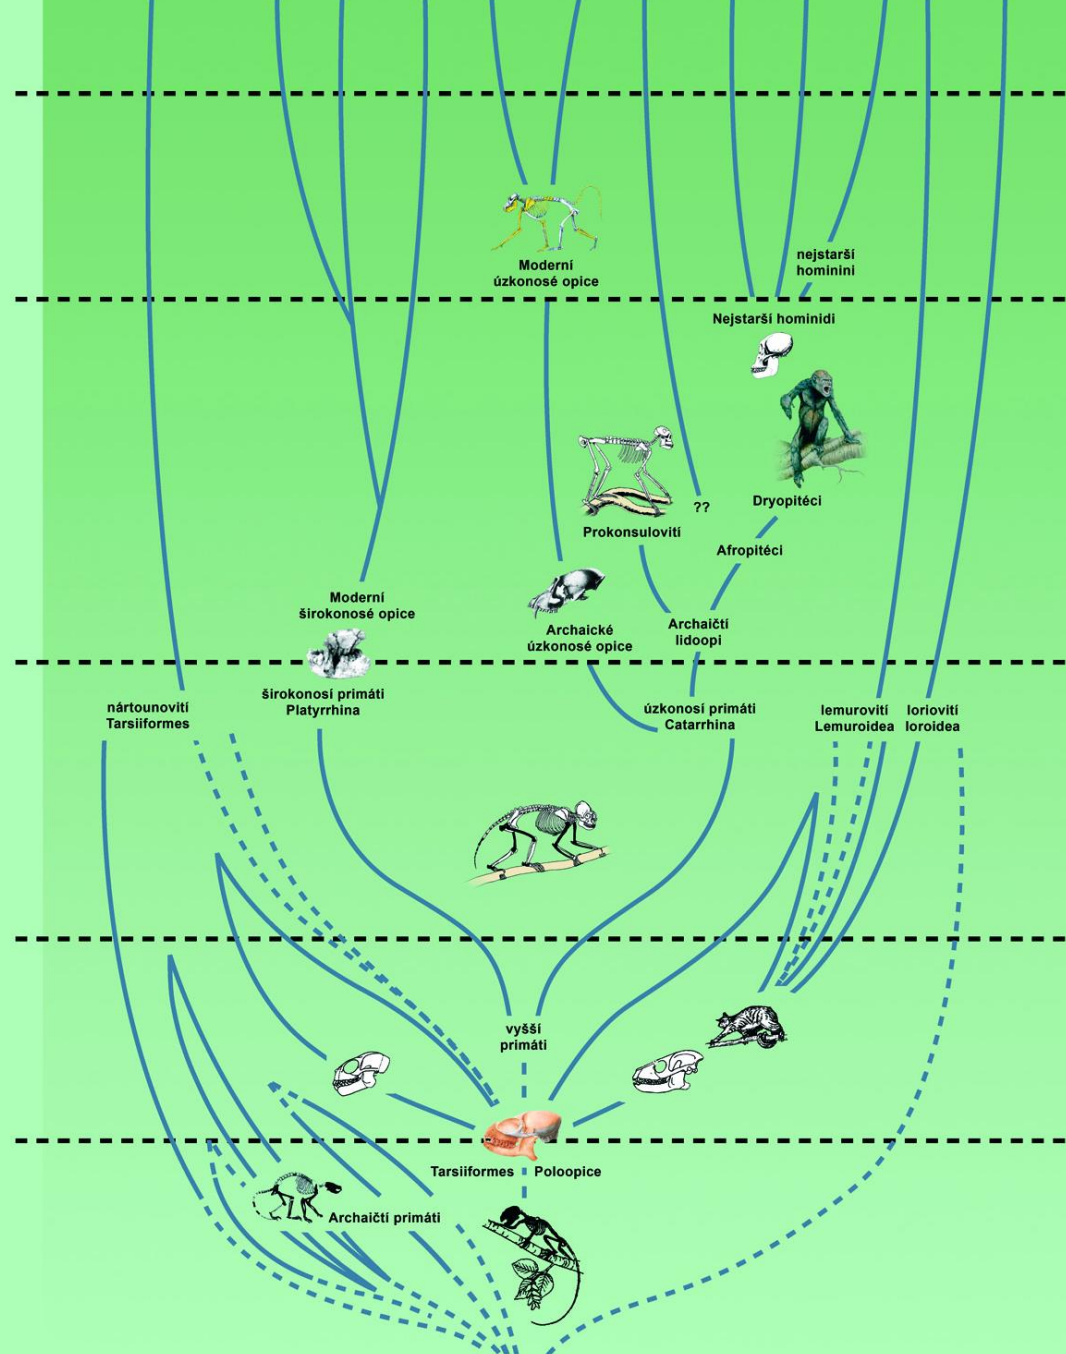 nejstarší
hominini
Moderní
úzkonosé opice
Nejstarší hominidi
Dryopitéci
??
Prokonsulovití
Afropitéci
Moderní
širokonosé opice
Archaické
úzkonosé opice
Archaičtí
lidoopi
nártounovití
Tarsiiformes
širokonosí primáti
Platyrrhina
úzkonosí primáti
Catarrhina
lemurovití
Lemuroidea
loriovití
loroidea
vyšší
primáti
Tarsiiformes
Poloopice
Archaičtí primáti